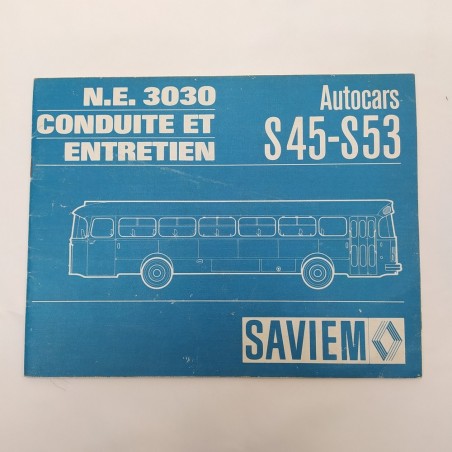 N.E. 3030
CONDUITE ET
ENTRETIEN
Autocars
S45-S53
SAVIEM